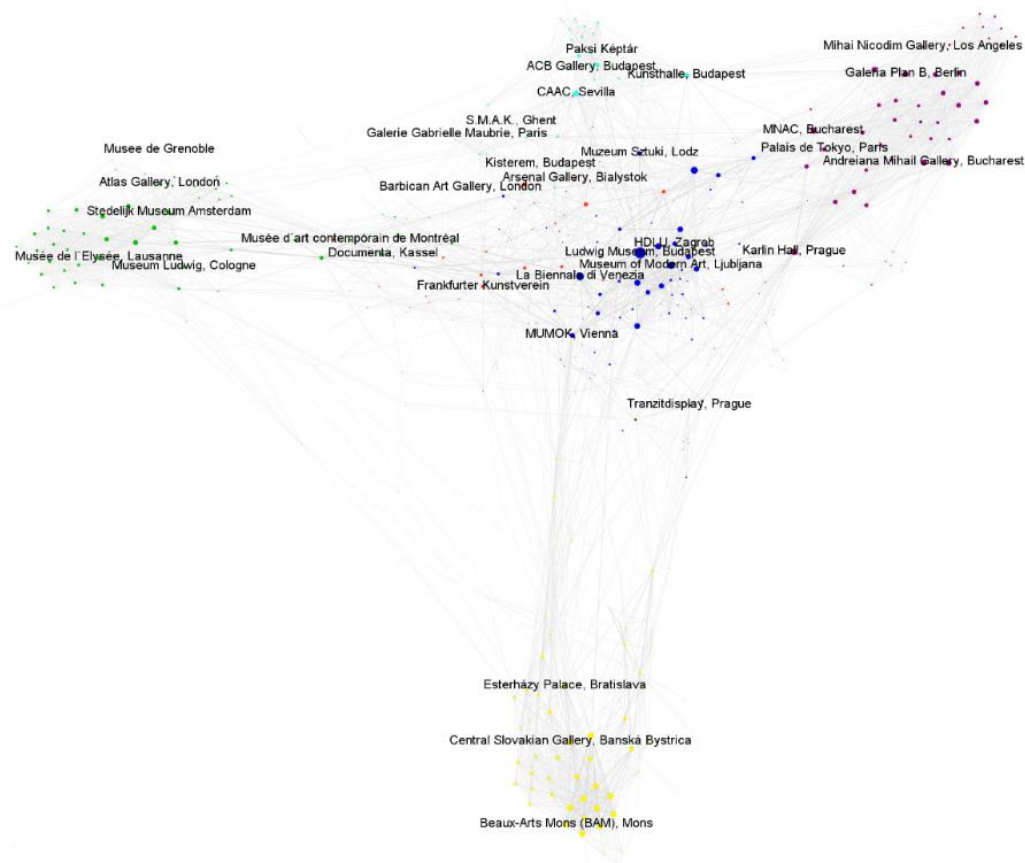 Mihai Nicodim Gallery, Los Angeles
Paksi Képtár
ACB Gallery, Budapest
Kunsthalle, Budapest
Galeria Plan B, Berlin
CAAC, Sevilla
S.M.A.K., Ghent
Galerie Gabrielle Maubrie, Paris
MNAC, Bucharest
Musee de Grenoble
Muzeum Sztuki, Lodz
Palais de Tokyo, Paris
Kisterem, Budapest
Andreiana Mihail Gallery, Bucharest
Arsenal Gallery, Bialystok
Atlas Gallery, London
Barbican Art Gallery, London
Stedelijk Museum Amsterdam
Musée d´art contemporain de Montréal
HDLU, Zagreb
Documenta, Kassel
Ludwig Museum, Budapest
Karlin Hall, Prague
Musée de l´Elysée, Lausanne
Museum Ludwig, Cologne
Museum of Modern Art, Ljubljana
La Biennale di Venezia
Frankfurter Kunstverein
MUMOK, Vienna
Tranzitdisplay, Prague
Esterházy Palace, Bratislava
Central Slovakian Gallery, Banská Bystrica
Beaux-Arts Mons (BAM), Mons